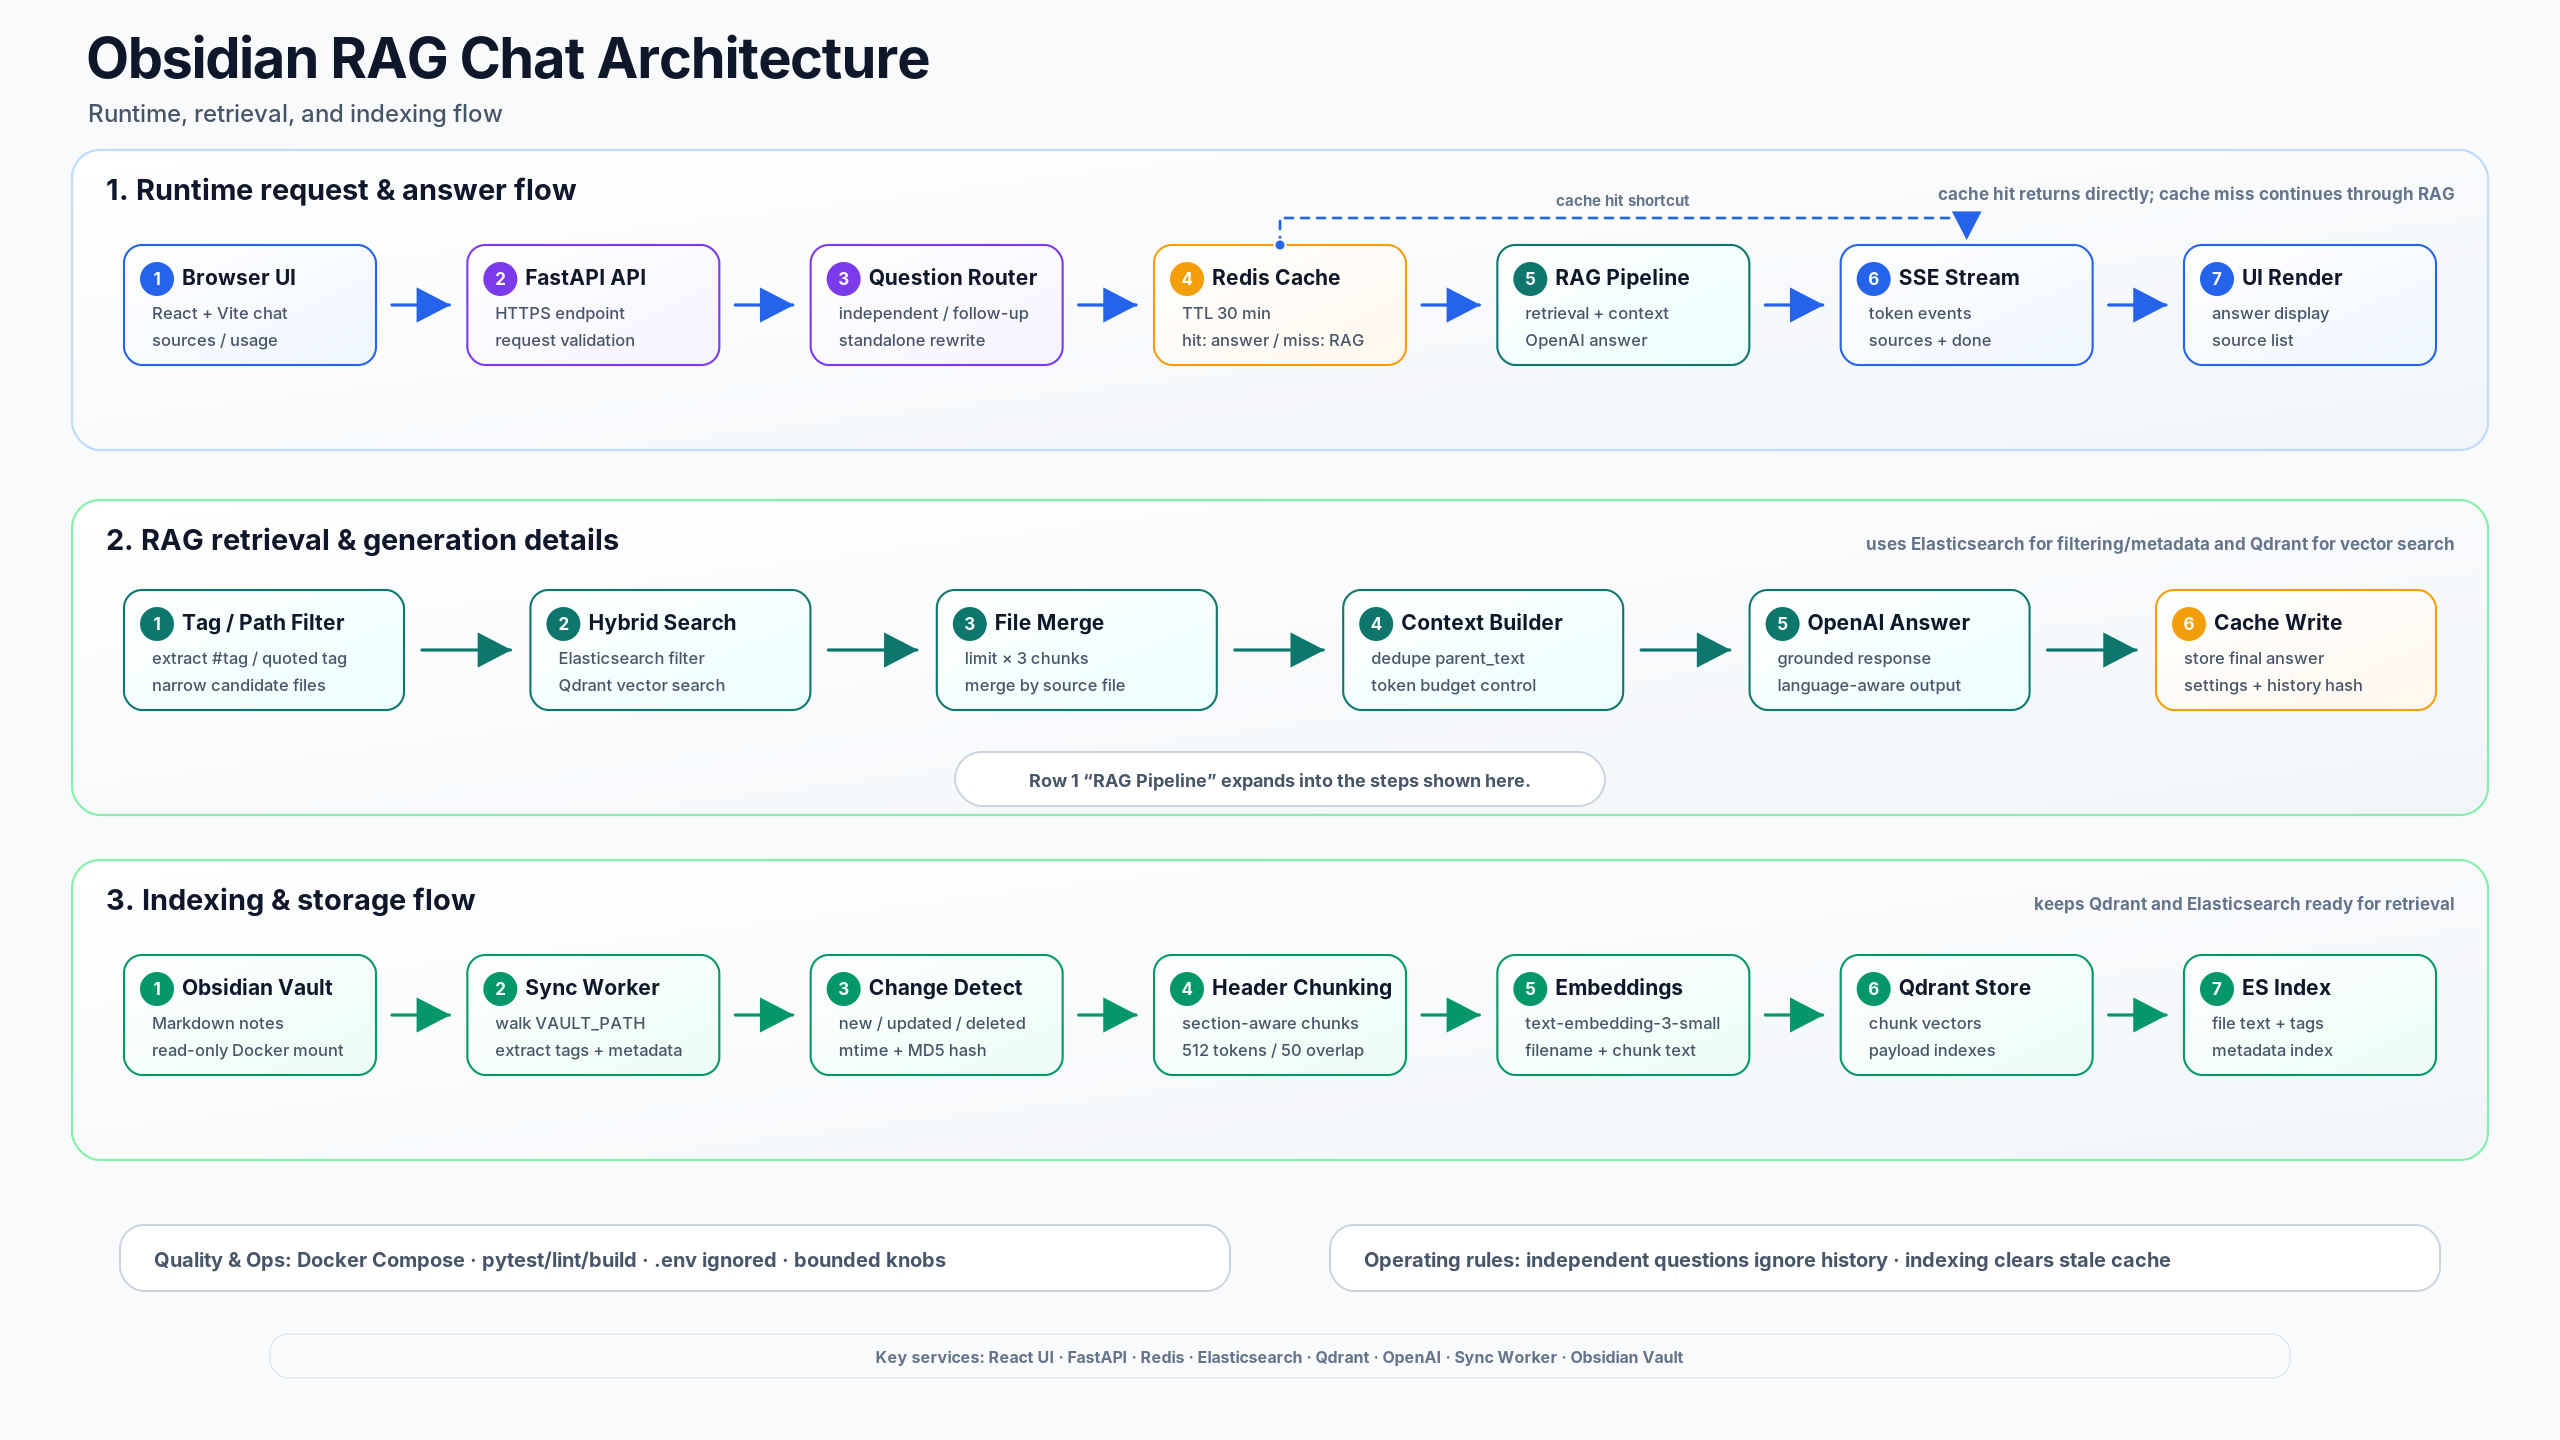 Obsidian RAG Chat Architecture
Runtime, retrieval, and indexing flow
1. Runtime request & answer flow
cache hit shortcut
cache hit returns directly; cache miss continues through RAG
1 Browser UI
React + Vite chat
sources / usage
2 FastAPI API
HTTPS endpoint
request validation
3 Question Router
independent / follow-up
standalone rewrite
4 Redis Cache
TTL 30 min
hit: answer / miss: RAG
5 RAG Pipeline
retrieval + context
OpenAI answer
6 SSE Stream
token events
sources + done
7 UI Render
answer display
source list
2. RAG retrieval & generation details
uses Elasticsearch for filtering/metadata and Qdrant for vector search
1 Tag / Path Filter
extract #tag / quoted tag
narrow candidate files
2 Hybrid Search
Elasticsearch filter
Qdrant vector search
3 File Merge
limit × 3 chunks
merge by source file
4 Context Builder
dedupe parent_text
token budget control
5 OpenAI Answer
grounded response
language-aware output
6 Cache Write
store final answer
settings + history hash
Row 1 “RAG Pipeline” expands into the steps shown here.
3. Indexing & storage flow
keeps Qdrant and Elasticsearch ready for retrieval
1 Obsidian Vault
Markdown notes
read-only Docker mount
2 Sync Worker
walk VAULT_PATH
extract tags + metadata
3 Change Detect
new / updated / deleted
mtime + MD5 hash
4 Header Chunking
section-aware chunks
512 tokens / 50 overlap
5 Embeddings
text-embedding-3-small
filename + chunk text
6 Qdrant Store
chunk vectors
payload indexes
7 ES Index
file text + tags
metadata index
Quality & Ops: Docker Compose · pytest/lint/build · .env ignored · bounded knobs
Operating rules: independent questions ignore history · indexing clears stale cache
Key services: React UI · FastAPI · Redis · Elasticsearch · Qdrant · OpenAI · Sync Worker · Obsidian Vault